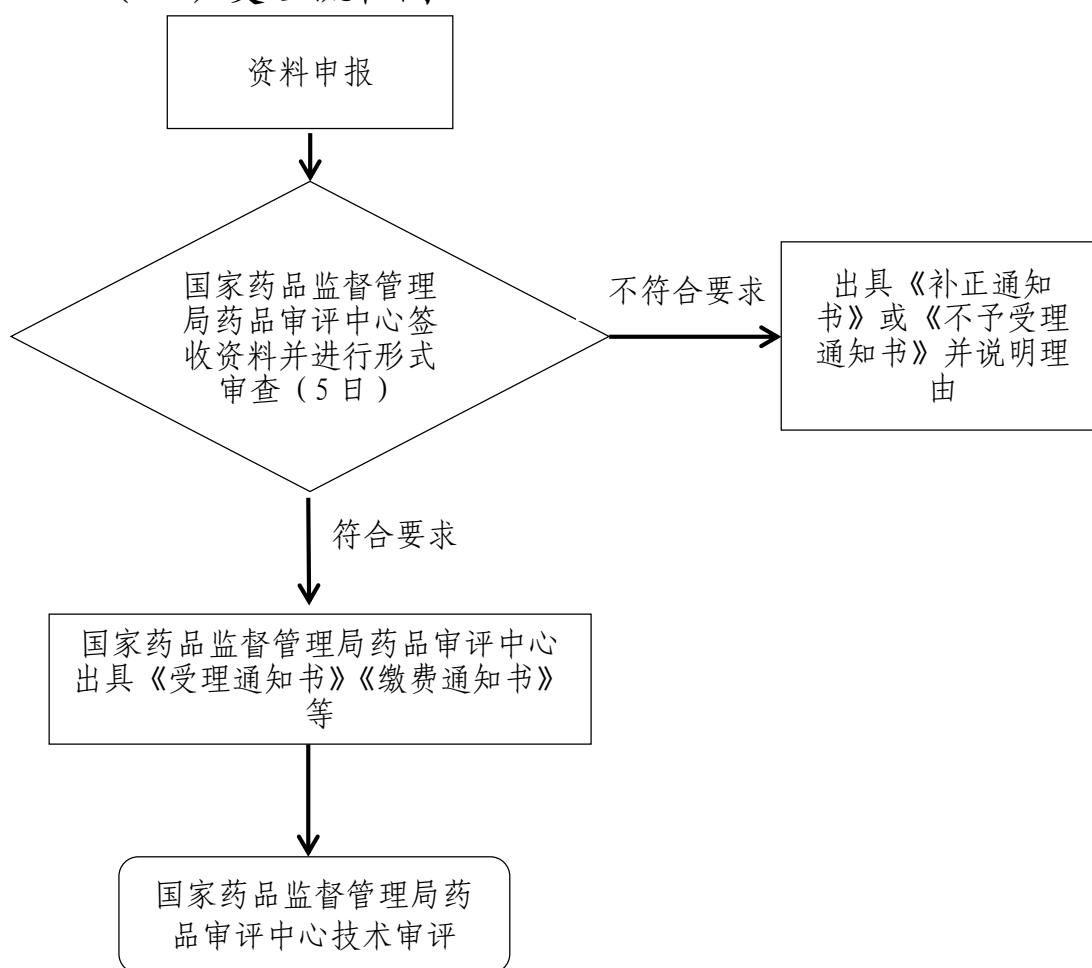 资料申报
国家药品监督管理
局药品审评中心签
收资料并进行形式
审查（5日）
不符合要求
出具《补正通知
书》或《不予受理
通知书》并说明理
由
符合要求
国家药品监督管理局药品审评中心
出具《受理通知书》《缴费通知书》
等
国家药品监督管理局药
品审评中心技术审评